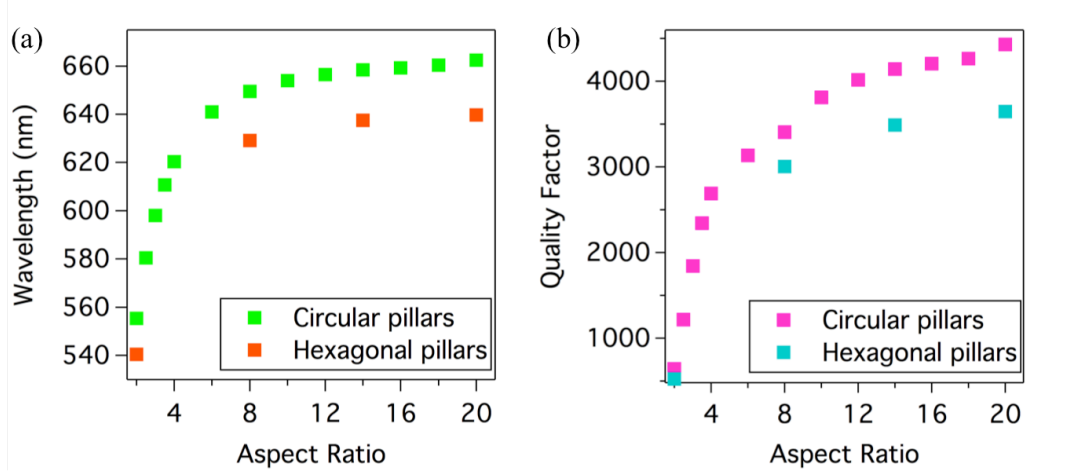 (a)
660
640
620
600
580
560
540
Wavelength (nm)
Circular pillars
Hexagonal pillars
4 8 12 16 20
Aspect Ratio
(b)
4000
3000
2000
1000
Quality Factor
Circular pillars
Hexagonal pillars
4 8 12 16 20
Aspect Ratio